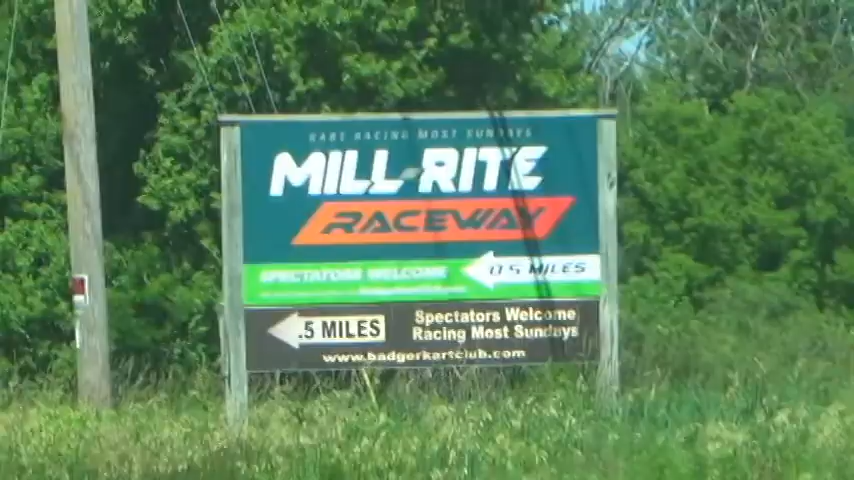 KART RACING MOST SUNDAYS
MILL-RITE
RACEWAY
SPECTATORS WELCOME
0.5 MILES
.5 MILES
Spectators Welcome
Racing Most Sundays
www.badgerkartclub.com